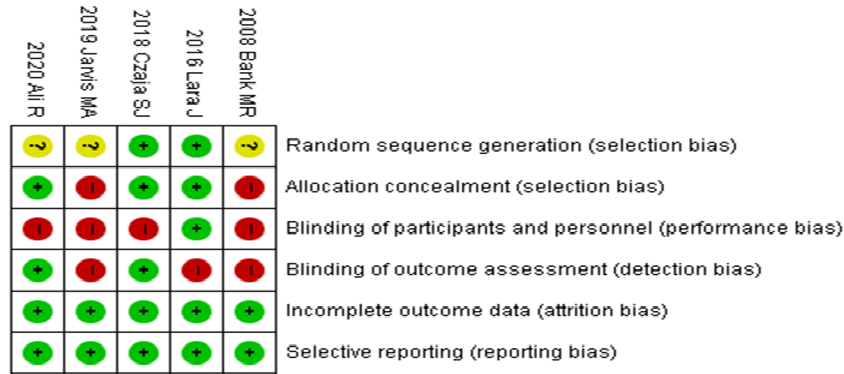 2020 Ali R
2019 Jarvis MA
2018 Czaja SJ
2016 Lara J
2008 Bank MR
? ? + + ? Random sequence generation (selection bias)
+ − + + − Allocation concealment (selection bias)
− − − + − Blinding of participants and personnel (performance bias)
+ − + − − Blinding of outcome assessment (detection bias)
+ + + + + Incomplete outcome data (attrition bias)
+ + + + + Selective reporting (reporting bias)